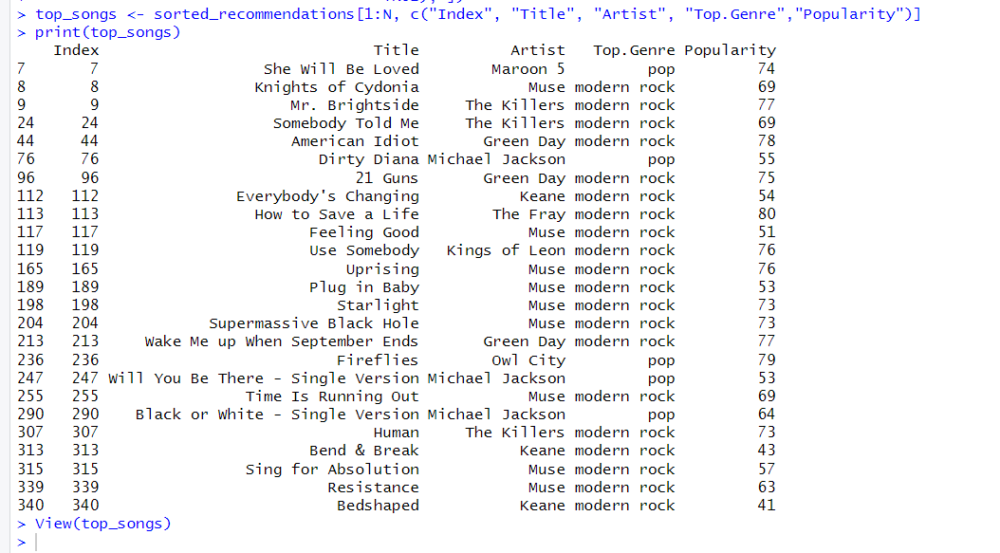 > top_songs <- sorted_recommendations[1:N, c("Index", "Title", "Artist", "Top.Genre","Popularity")]
> print(top_songs)
Index Title Artist Top.Genre Popularity
7 7 She Will Be Loved Maroon 5 pop 74
8 8 Knights of Cydonia Muse modern rock 69
9 9 Mr. Brightside The Killers modern rock 77
24 24 Somebody Told Me The Killers modern rock 69
44 44 American Idiot Green Day modern rock 78
76 76 Dirty Diana Michael Jackson pop 55
96 96 21 Guns Green Day modern rock 75
112 112 Everybody's Changing Keane modern rock 54
113 113 How to Save a Life The Fray modern rock 80
117 117 Feeling Good Muse modern rock 51
119 119 Use Somebody Kings of Leon modern rock 76
165 165 Uprising Muse modern rock 76
189 189 Plug in Baby Muse modern rock 53
198 198 Starlight Muse modern rock 73
204 204 Supermassive Black Hole Muse modern rock 73
213 213 Wake Me up When September Ends Green Day modern rock 77
236 236 Fireflies Owl City pop 79
247 247 Will You Be There - Single Version Michael Jackson pop 53
255 255 Time Is Running Out Muse modern rock 69
290 290 Black or White - Single Version Michael Jackson pop 64
307 307 Human The Killers modern rock 73
313 313 Bend & Break Keane modern rock 43
315 315 Sing for Absolution Muse modern rock 57
339 339 Resistance Muse modern rock 63
340 340 Bedshaped Keane modern rock 41
> View(top_songs)
>